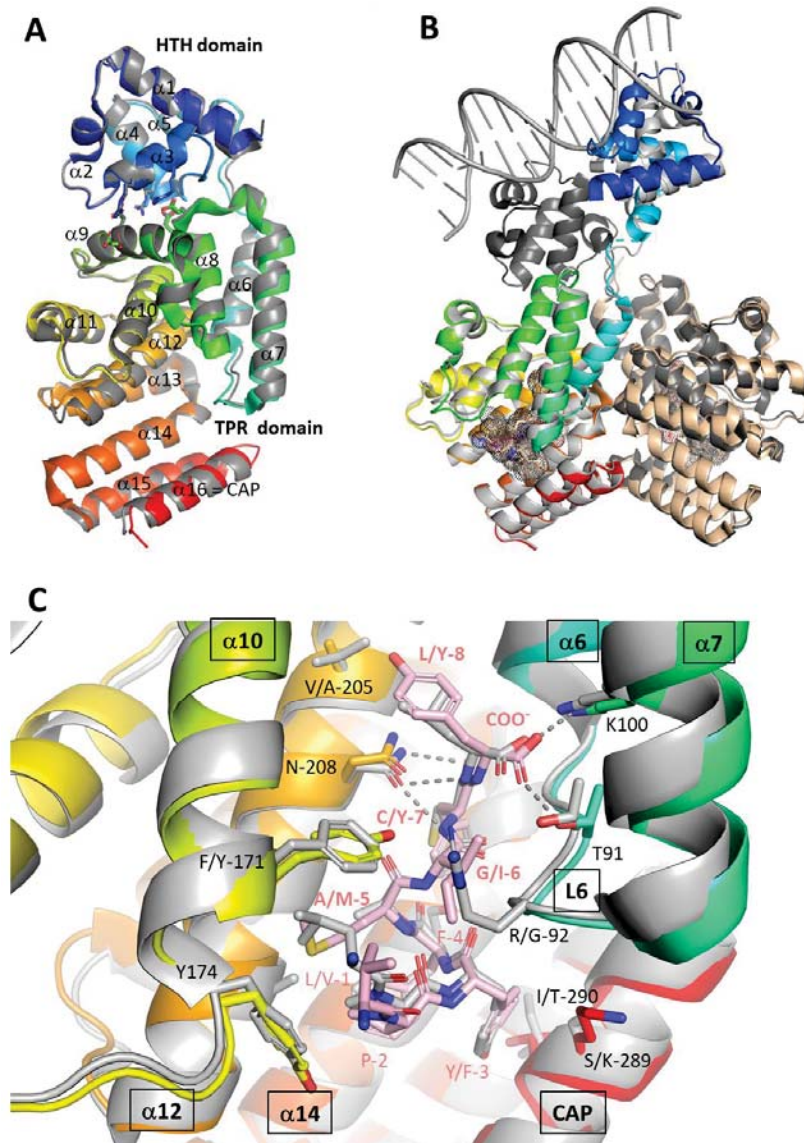 A
HTH domain
α1
α5
α4
α3
α2
α9
α8
α6
α10
α11
α12
α7
α13
TPR domain
α14
α15
α16 = CAP
B
C
α10
α6
α7
L/Y-8
V/A-205
COO⁻
K100
N-208
C/Y-7
T91
F/Y-171
G/I-6
L6
A/M-5
F-4
R/G-92
Y174
L/V-1
I/T-290
P-2
Y/F-3
S/K-289
α12
α14
CAP